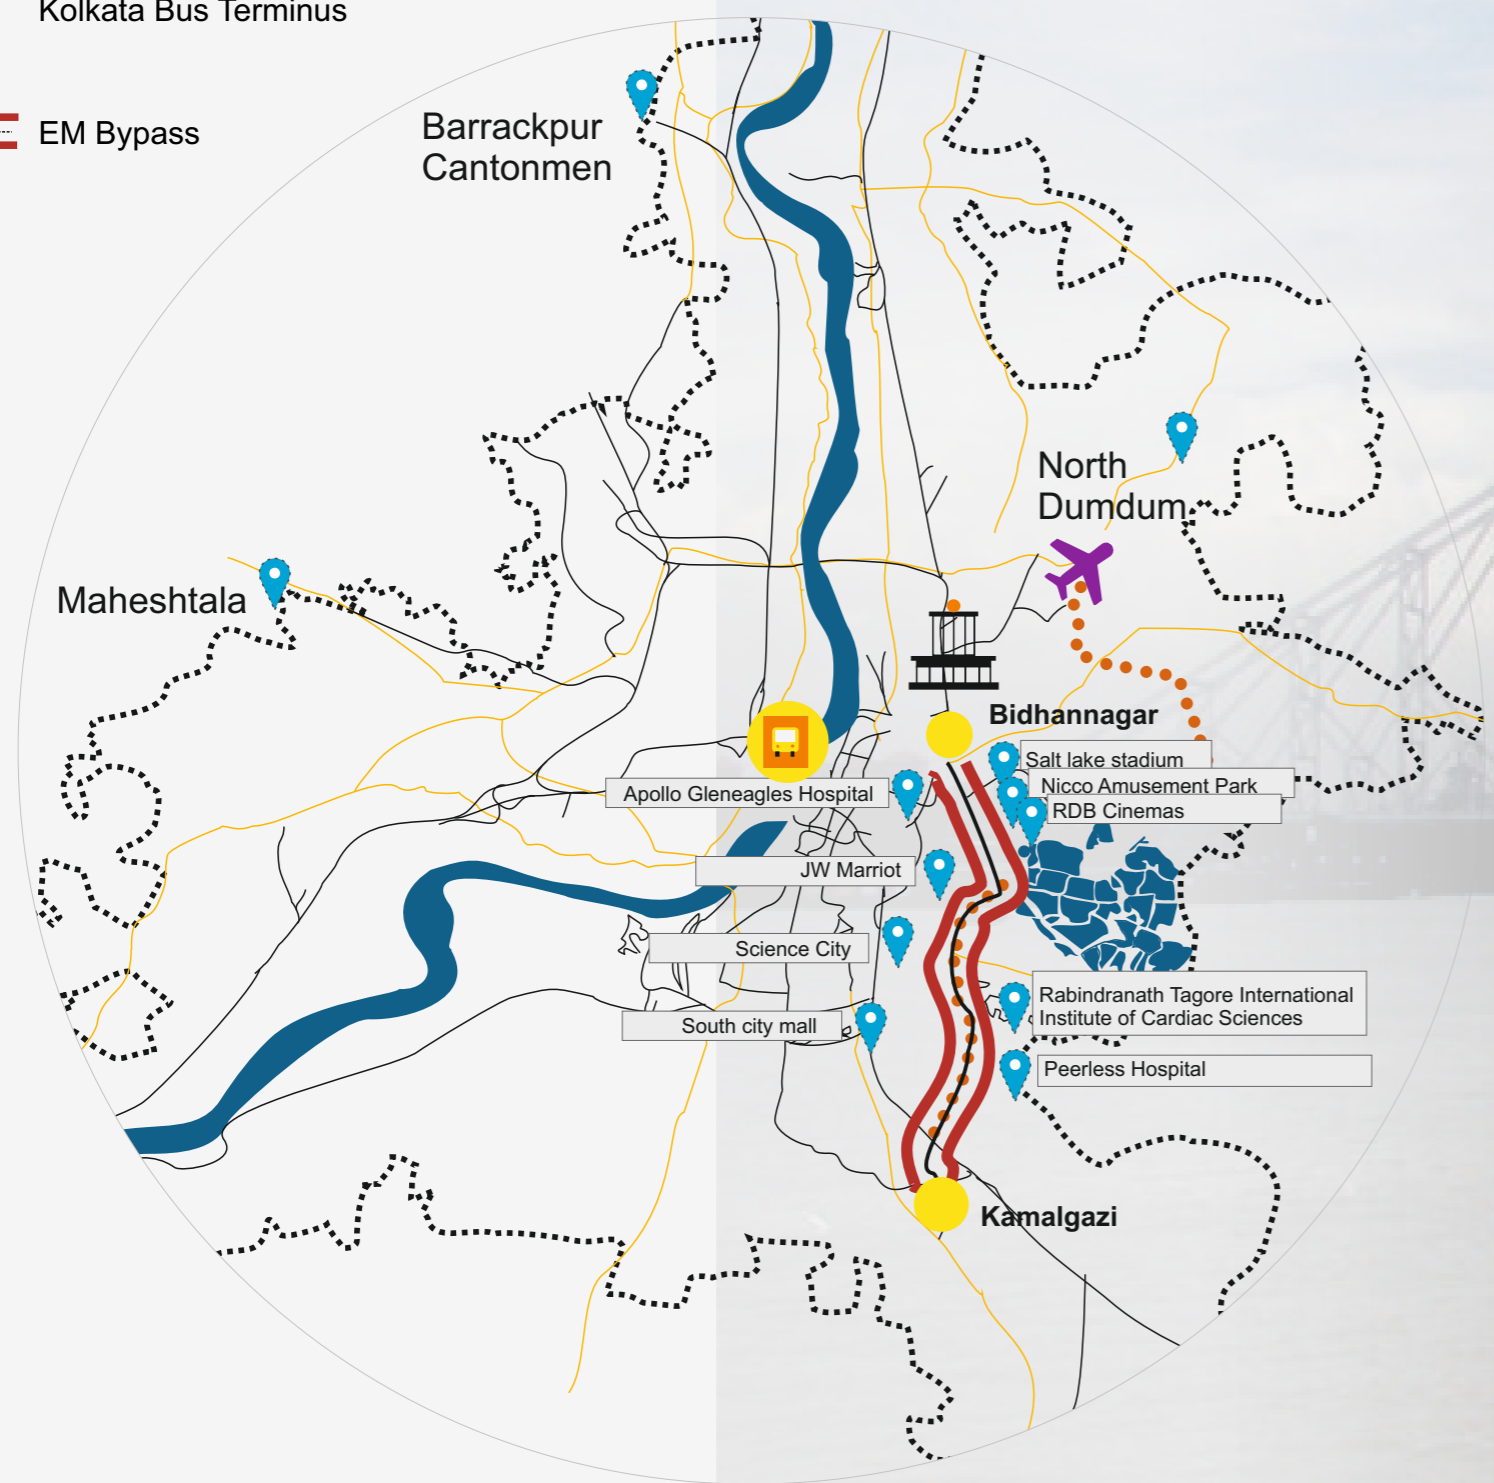 Kolkata Bus Terminus
EM Bypass
Barrackpur
Cantonmen
North
Dumdum
Maheshtala
Bidhannagar
Salt lake stadium
Nicco Amusement Park
Apollo Gleneagles Hospital
RDB Cinemas
JW Marriot
Science City
Rabindranath Tagore International
Institute of Cardiac Sciences
South city mall
Peerless Hospital
Kamalgazi